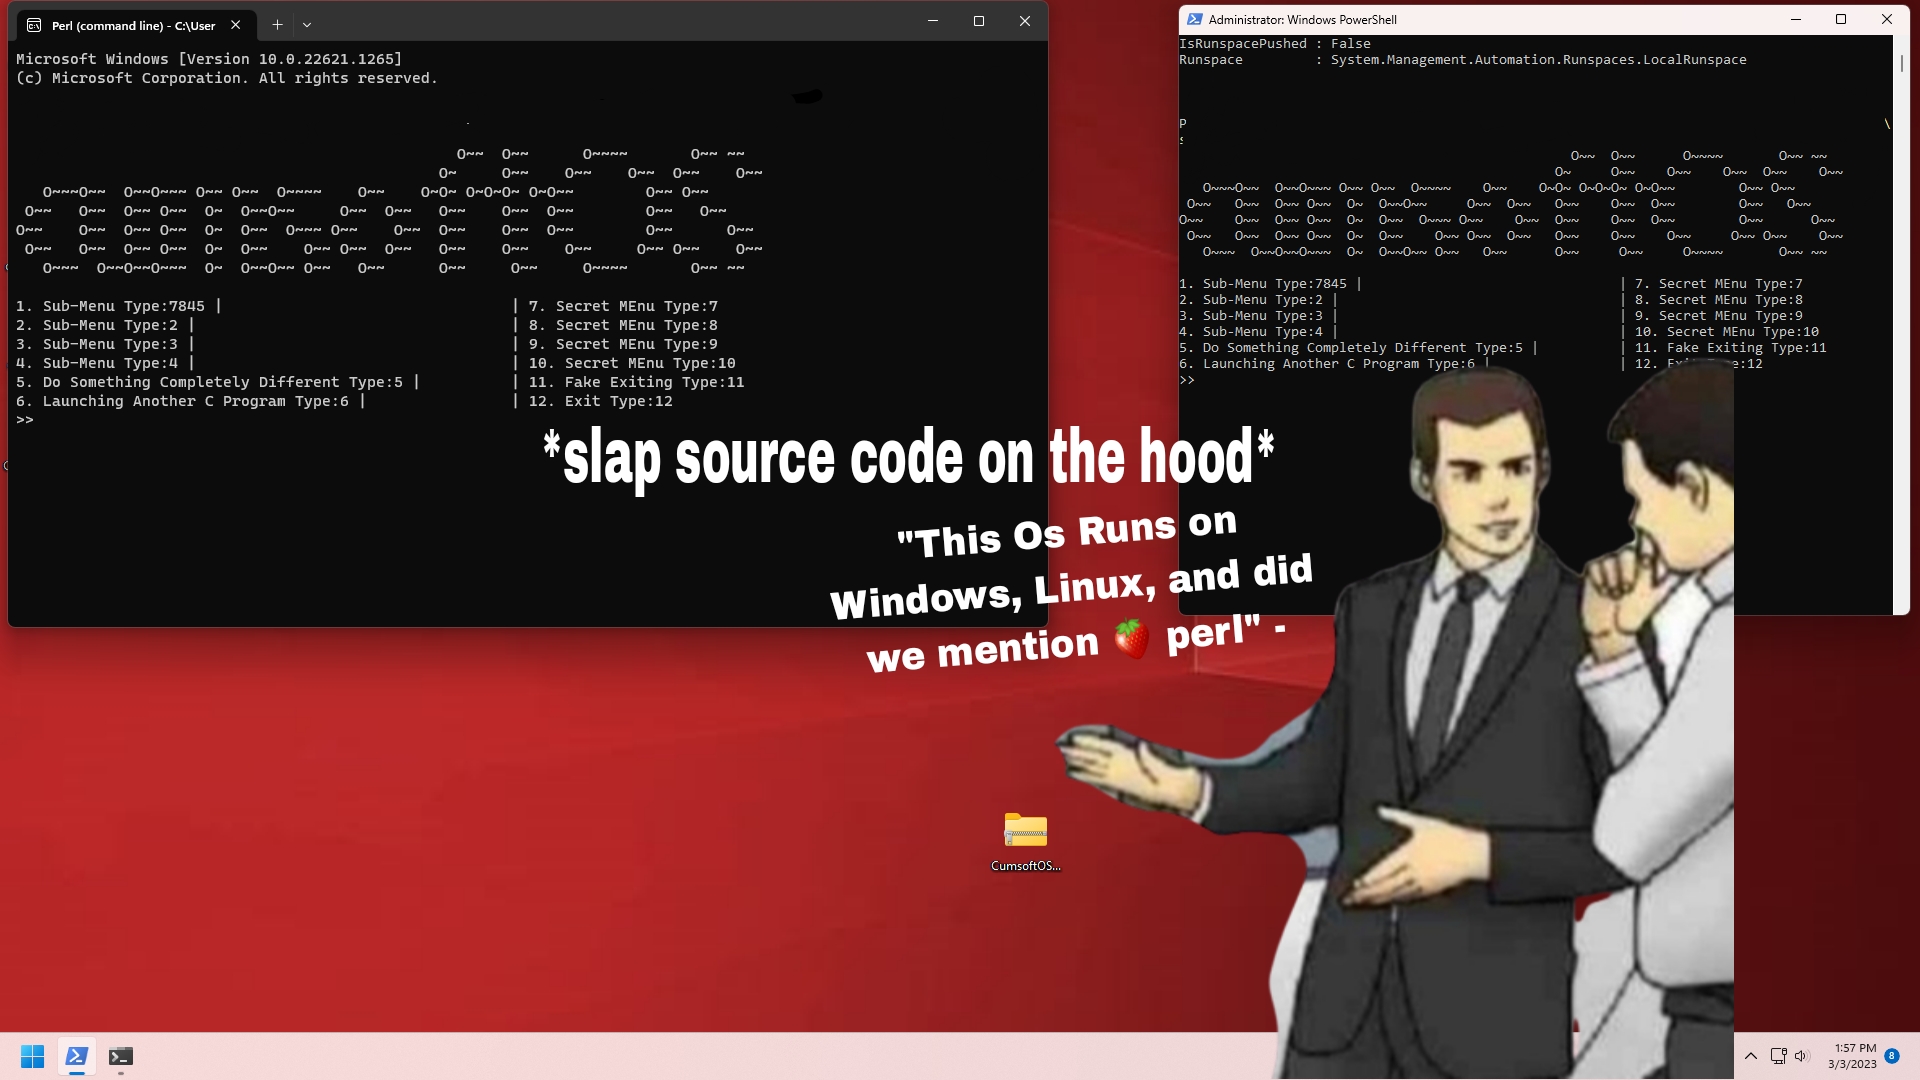 Perl (command line) - C:\User
Microsoft Windows [Version 10.0.22621.1265]
(c) Microsoft Corporation. All rights reserved.
1. Sub-Menu Type:7845 | | 7. Secret MEnu Type:7
2. Sub-Menu Type:2 | | 8. Secret MEnu Type:8
3. Sub-Menu Type:3 | | 9. Secret MEnu Type:9
4. Sub-Menu Type:4 | | 10. Secret MEnu Type:10
5. Do Something Completely Different Type:5 | | 11. Fake Exiting Type:11
6. Launching Another C Program Type:6 | | 12. Exit Type:12
>>
Administrator: Windows PowerShell
IsRunspacePushed : False
Runspace : System.Management.Automation.Runspaces.LocalRunspace
P \
1. Sub-Menu Type:7845 | | 7. Secret MEnu Type:7
2. Sub-Menu Type:2 | | 8. Secret MEnu Type:8
3. Sub-Menu Type:3 | | 9. Secret MEnu Type:9
4. Sub-Menu Type:4 | | 10. Secret MEnu Type:10
5. Do Something Completely Different Type:5 | | 11. Fake Exiting Type:11
6. Launching Another C Program Type:6 | | 12. Exit Type:12
>>
*slap source code on the hood*
"This Os Runs on
Windows, Linux, and did
we mention 🍓 perl" -
CumsoftOS...
1:57 PM
3/3/2023
8